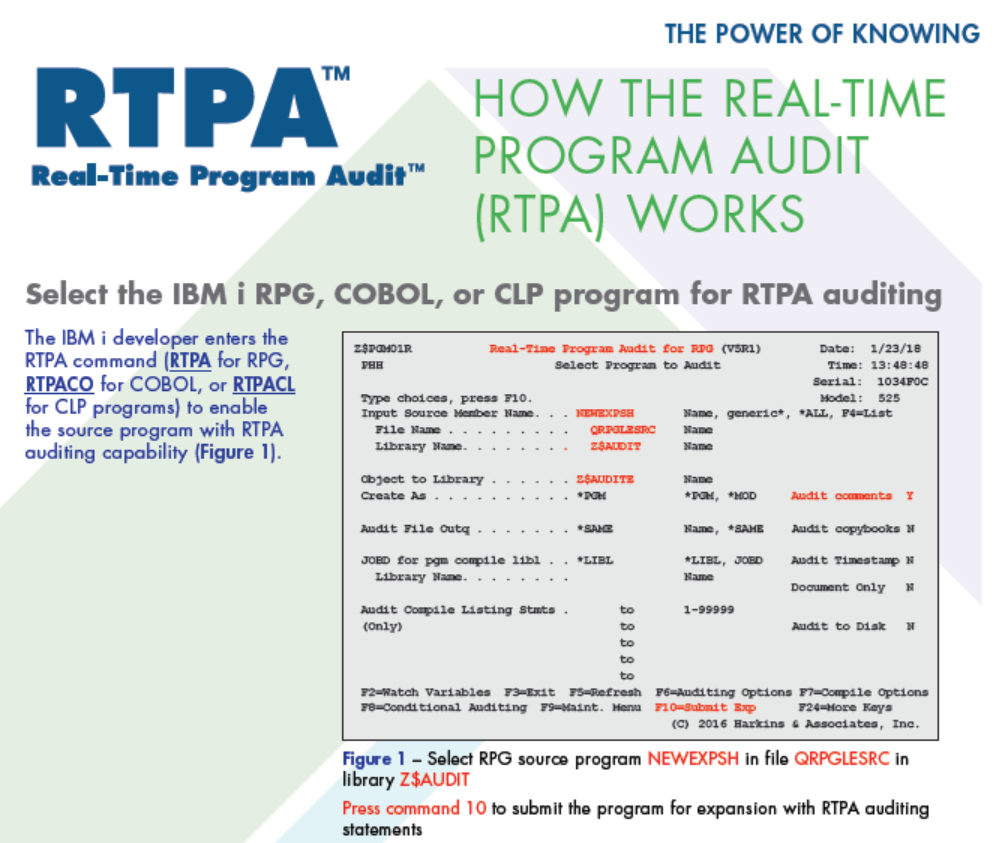 THE POWER OF KNOWING
RTPA™
Real-Time Program Audit™
HOW THE REAL-TIME
PROGRAM AUDIT
(RTPA) WORKS
Select the IBM i RPG, COBOL, or CLP program for RTPA auditing
The IBM i developer enters the
RTPA command (RTPA for RPG,
RTPACO for COBOL, or RTPACL
for CLP programs) to enable
the source program with RTPA
auditing capability (Figure 1).
Z$PGM01R Real-Time Program Audit for RPG (V5R1) Date: 1/23/18
PHH Select Program to Audit Time: 13:48:48
Serial: 1034F0C
Type choices, press F10. Model: 525
Input Source Member Name. . . NEWEXPSH Name, generic*, *ALL, F4=List
File Name . . . . . . . . . QRPGLESRC Name
Library Name. . . . . . . . Z$AUDIT Name
Object to Library . . . . . . Z$AUDITE Name
Create As . . . . . . . . . . *PGM *PGM, *MOD Audit comments Y
Audit File Outq . . . . . . . *SAME Name, *SAME Audit copybooks N
JOBD for pgm compile libl . . *LIBL *LIBL, JOBD Audit Timestamp N
Library Name. . . . . . . . Name
Document Only N
Audit Compile Listing Stmts . to 1-99999
(Only) to Audit to Disk N
to
to
to
F2=Watch Variables F3=Exit F5=Refresh F6=Auditing Options F7=Compile Options
F8=Conditional Auditing F9=Maint. Menu F10=Submit Exp F24=More Keys
(C) 2016 Harkins & Associates, Inc.
Figure 1 – Select RPG source program NEWEXPSH in file QRPGLESRC in
library Z$AUDIT
Press command 10 to submit the program for expansion with RTPA auditing
statements